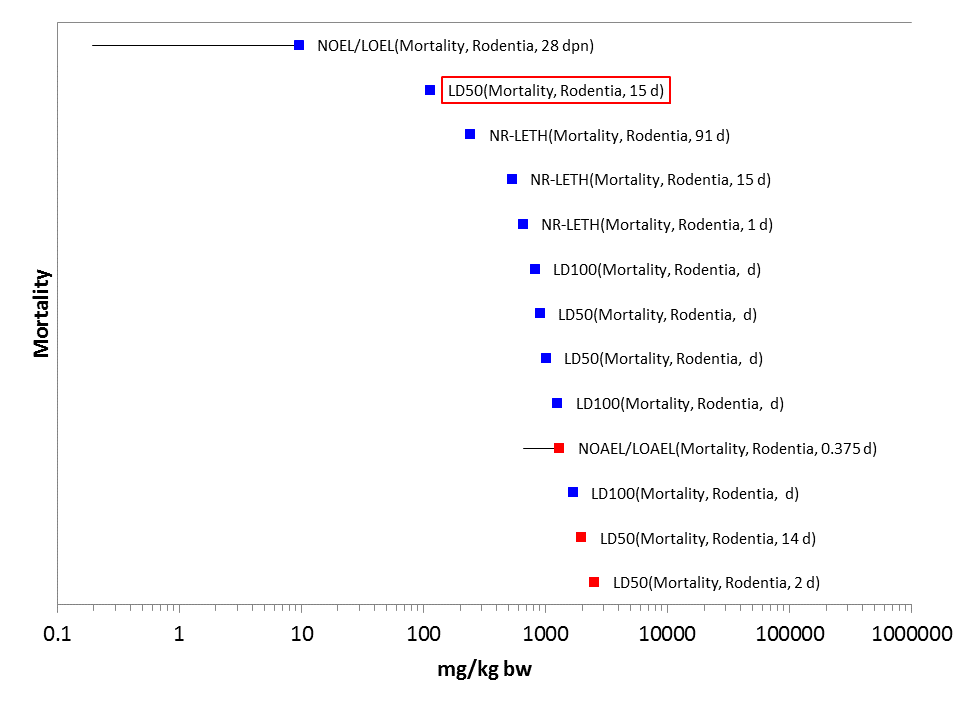 NOEL/LOEL(Mortality, Rodentia, 28 dpn)
LD50(Mortality, Rodentia, 15 d)
NR-LETH(Mortality, Rodentia, 91 d)
NR-LETH(Mortality, Rodentia, 15 d)
NR-LETH(Mortality, Rodentia, 1 d)
LD100(Mortality, Rodentia,  d)
LD50(Mortality, Rodentia,  d)
LD50(Mortality, Rodentia,  d)
LD100(Mortality, Rodentia,  d)
NOAEL/LOAEL(Mortality, Rodentia, 0.375 d)
LD100(Mortality, Rodentia,  d)
LD50(Mortality, Rodentia, 14 d)
LD50(Mortality, Rodentia, 2 d)
Mortality
0.1 1 10 100 1000 10000 100000 1000000
mg/kg bw